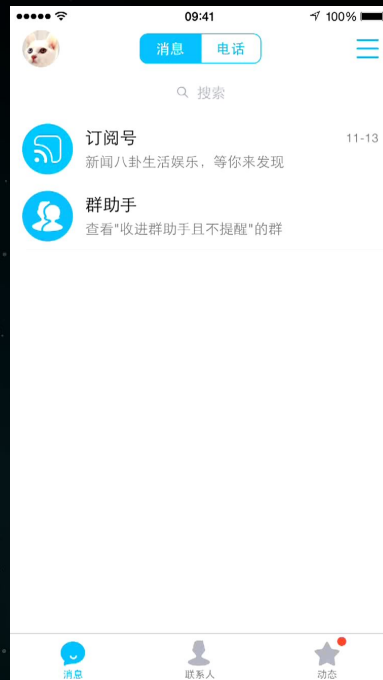 09:41
100%
消息 电话
搜索
订阅号 11-13
新闻八卦生活娱乐，等你来发现
群助手
查看"收进群助手且不提醒"的群
消息 联系人 动态